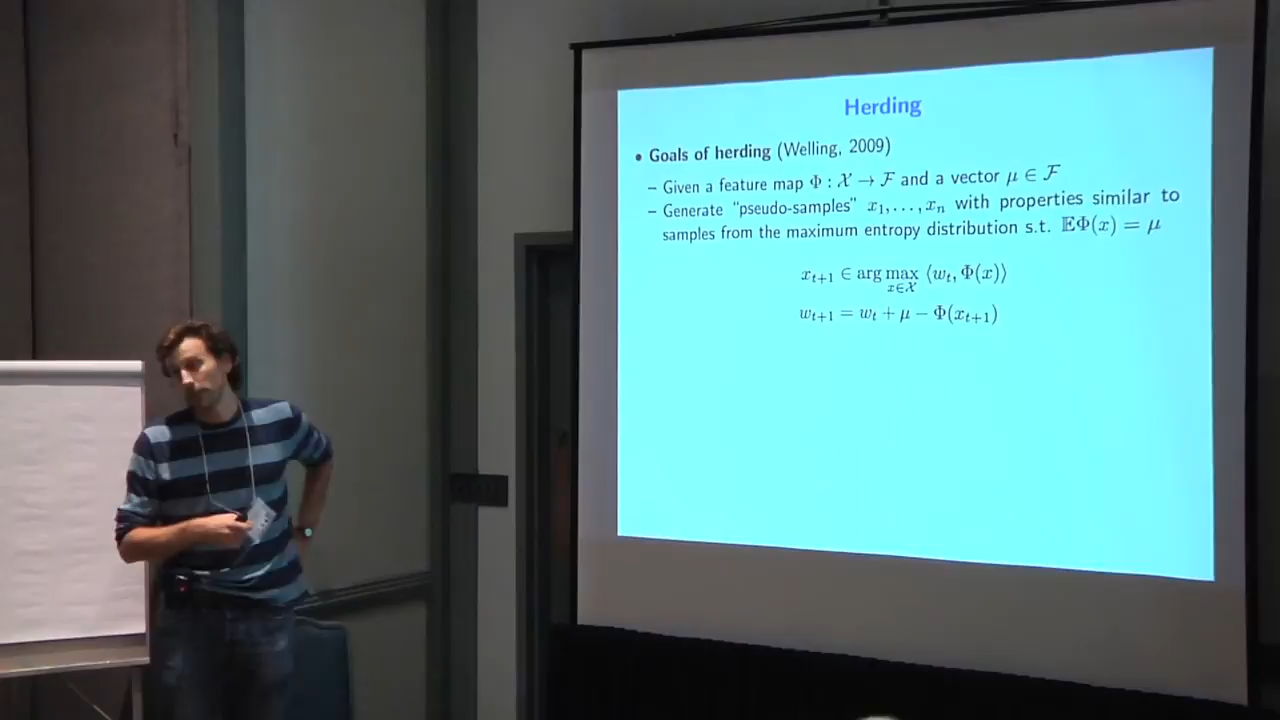 Herding
• Goals of herding (Welling, 2009)
– Given a feature map Φ : 𝒳 → ℱ and a vector μ ∈ ℱ
– Generate “pseudo-samples” x₁, . . . , xₙ with properties similar to
samples from the maximum entropy distribution s.t. 𝔼Φ(x) = μ
xₜ₊₁ ∈ arg max ⟨wₜ, Φ(x)⟩
x∈𝒳
wₜ₊₁ = wₜ + μ − Φ(xₜ₊₁)